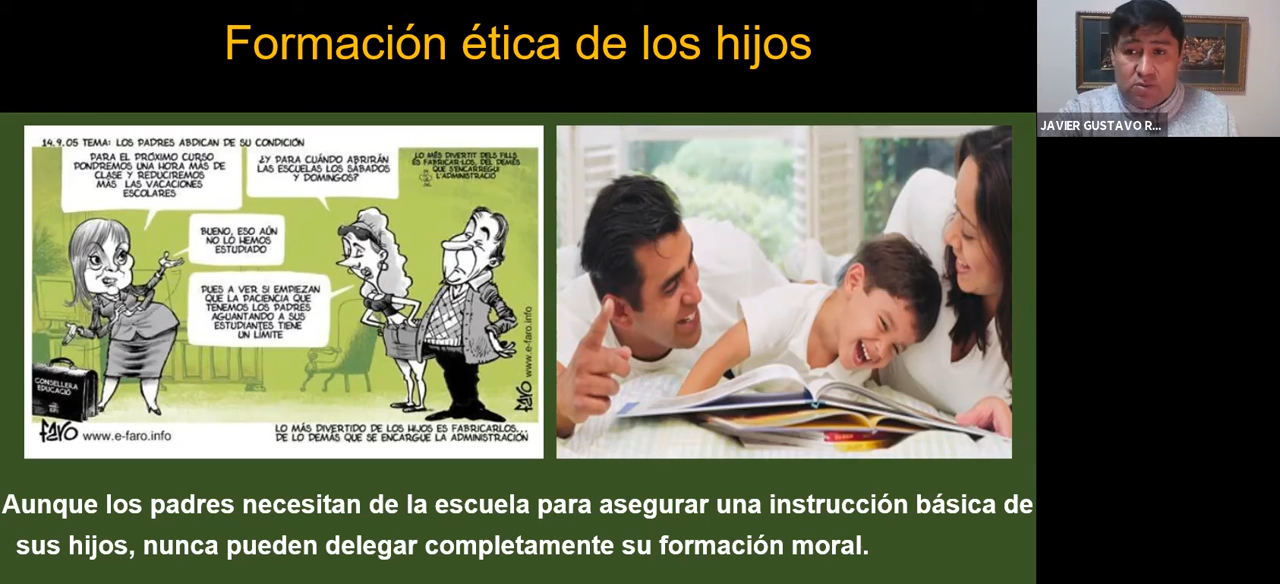 Formación ética de los hijos
JAVIER GUSTAVO R...
14.9.05 TEMA: LOS PADRES ABDICAN DE SU CONDICIÓN
PARA EL PRÓXIMO CURSO
PONDREMOS UNA HORA MÁS DE
CLASE Y REDUCIREMOS
MÁS LAS VACACIONES
ESCOLARES
¿Y PARA CUÁNDO ABRIRÁN
LAS ESCUELAS LOS SÁBADOS
Y DOMINGOS?
LO MÉS DIVERTIT DELS FILLS
ÉS FABRICAR-LOS, DEL DEMÉS
QUE S'ENCARREGUI
L'ADMINISTRACIÓ
BUENO, ESO AÚN
NO LO HEMOS
ESTUDIADO
PUES A VER SI EMPIEZAN
QUE LA PACIENCIA QUE
TENEMOS LOS PADRES
AGUANTANDO A SUS
ESTUDIANTES TIENE
UN LÍMITE
CONSELLERA
EDUCACIÓ
faro www.e-faro.info
faro www.e-faro.info
LO MÁS DIVERTIDO DE LOS HIJOS ES FABRICARLOS...
DE LO DEMÁS QUE SE ENCARGUE LA ADMINISTRACIÓN
Aunque los padres necesitan de la escuela para asegurar una instrucción básica de
sus hijos, nunca pueden delegar completamente su formación moral.